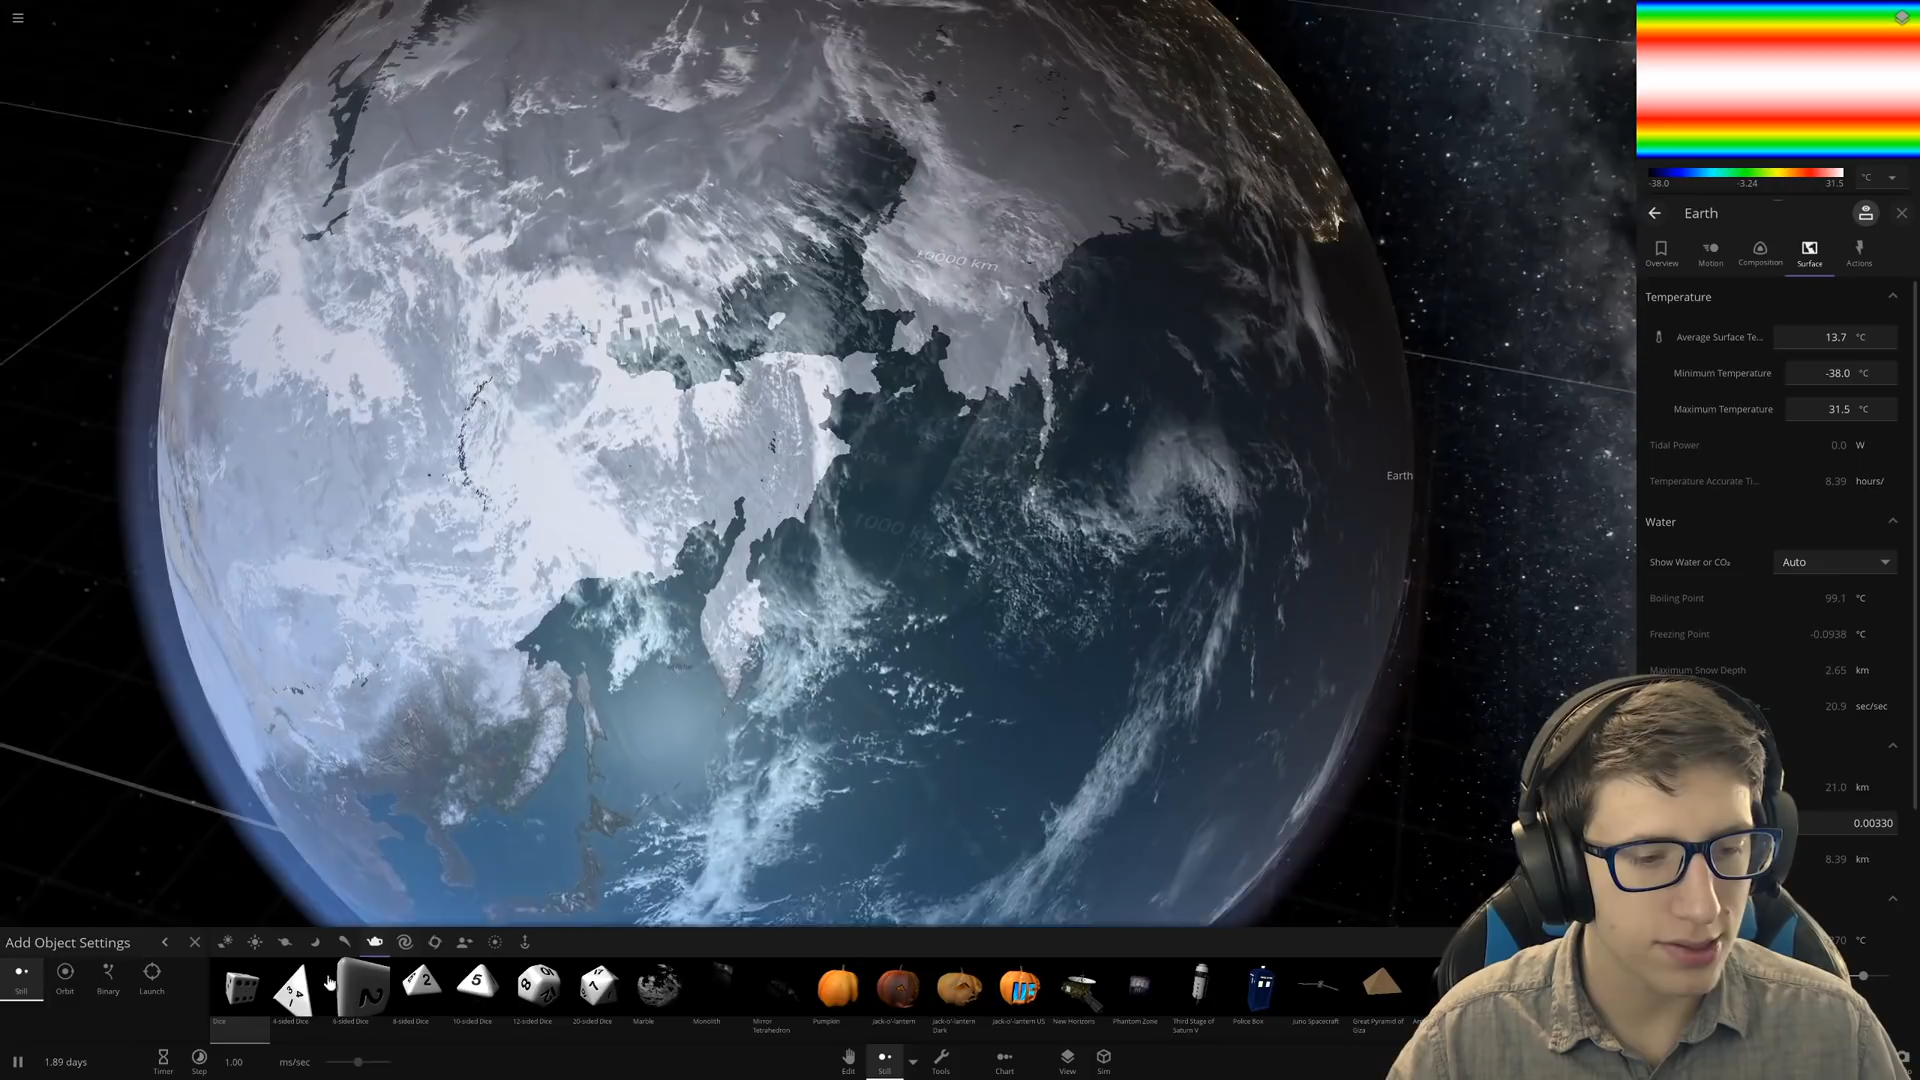 -38.0 -3.24 31.5 °C
Earth
Overview Motion Composition Surface Actions
10000 km
Temperature
Average Surface Te... 13.7 °C
Minimum Temperature -38.0 °C
Maximum Temperature 31.5 °C
Tidal Power 0.0 W
Earth
Temperature Accurate Ti... 8.39 hours/
Water
Show Water or CO₂ Auto
Boiling Point 99.1 °C
Freezing Point -0.0938 °C
Maximum Snow Depth 2.65 km
20.9 sec/sec
21.0 km
0.00330
8.39 km
°C
Add Object Settings
Still Orbit Binary Launch
Dice 4-sided Dice 6-sided Dice 8-sided Dice 10-sided Dice 12-sided Dice 20-sided Dice Marble Monolith Mirror Tetrahedron Pumpkin Jack-o'-lantern Jack-o'-lantern Dark Jack-o'-lantern US New Horizons Phantom Zone Third Stage of Saturn V Police Box Juno Spacecraft Great Pyramid of Giza
1.89 days Timer Step 1.00 ms/sec Edit Still Tools Chart View Sim